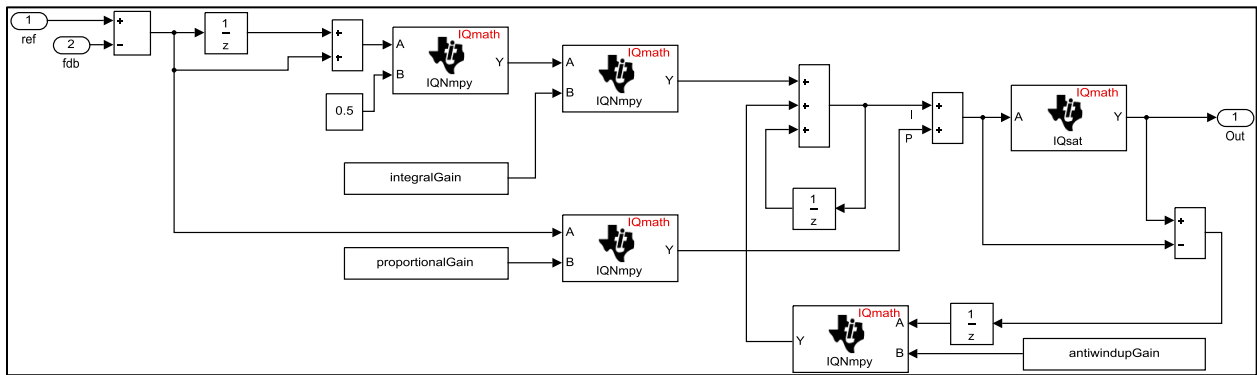 1
ref
2
fdb
+
-
1
z
+
+
IQmath
A
B
Y
IQNmpy
0.5
IQmath
A
B
Y
IQNmpy
integralGain
IQmath
A
B
Y
IQNmpy
proportionalGain
+
+
+
1
z
I
P
+
+
IQmath
A
Y
IQsat
1
Out
+
-
1
z
IQmath
A
B
Y
IQNmpy
antiwindupGain